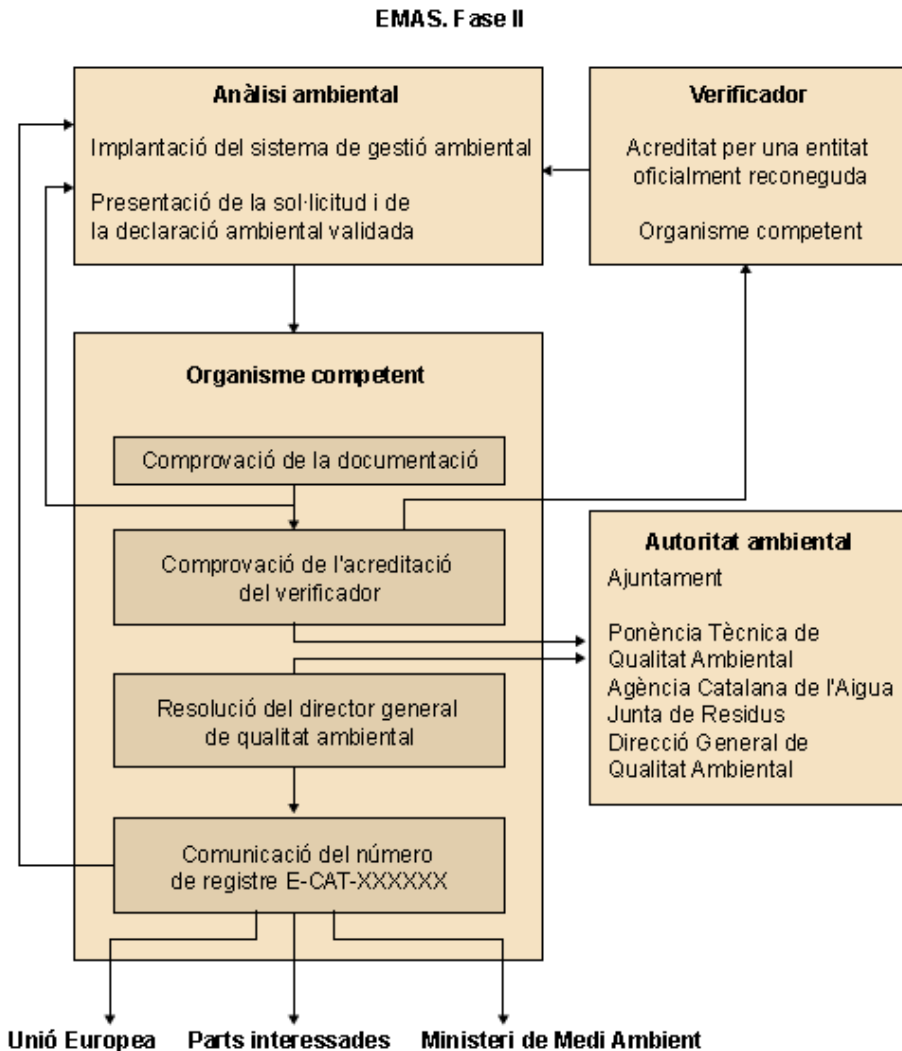 EMAS. Fase II
Anàlisi ambiental
Implantació del sistema de gestió ambiental
Presentació de la sol·licitud i de
la declaració ambiental validada
Verificador
Acreditat per una entitat
oficialment reconeguda
Organisme competent
Organisme competent
Comprovació de la documentació
Comprovació de l'acreditació
del verificador
Resolució del director general
de qualitat ambiental
Comunicació del número
de registre E-CAT-XXXXXX
Autoritat ambiental
Ajuntament
Ponència Tècnica de
Qualitat Ambiental
Agència Catalana de l'Aigua
Junta de Residus
Direcció General de
Qualitat Ambiental
Unió Europea
Parts interessades
Ministeri de Medi Ambient